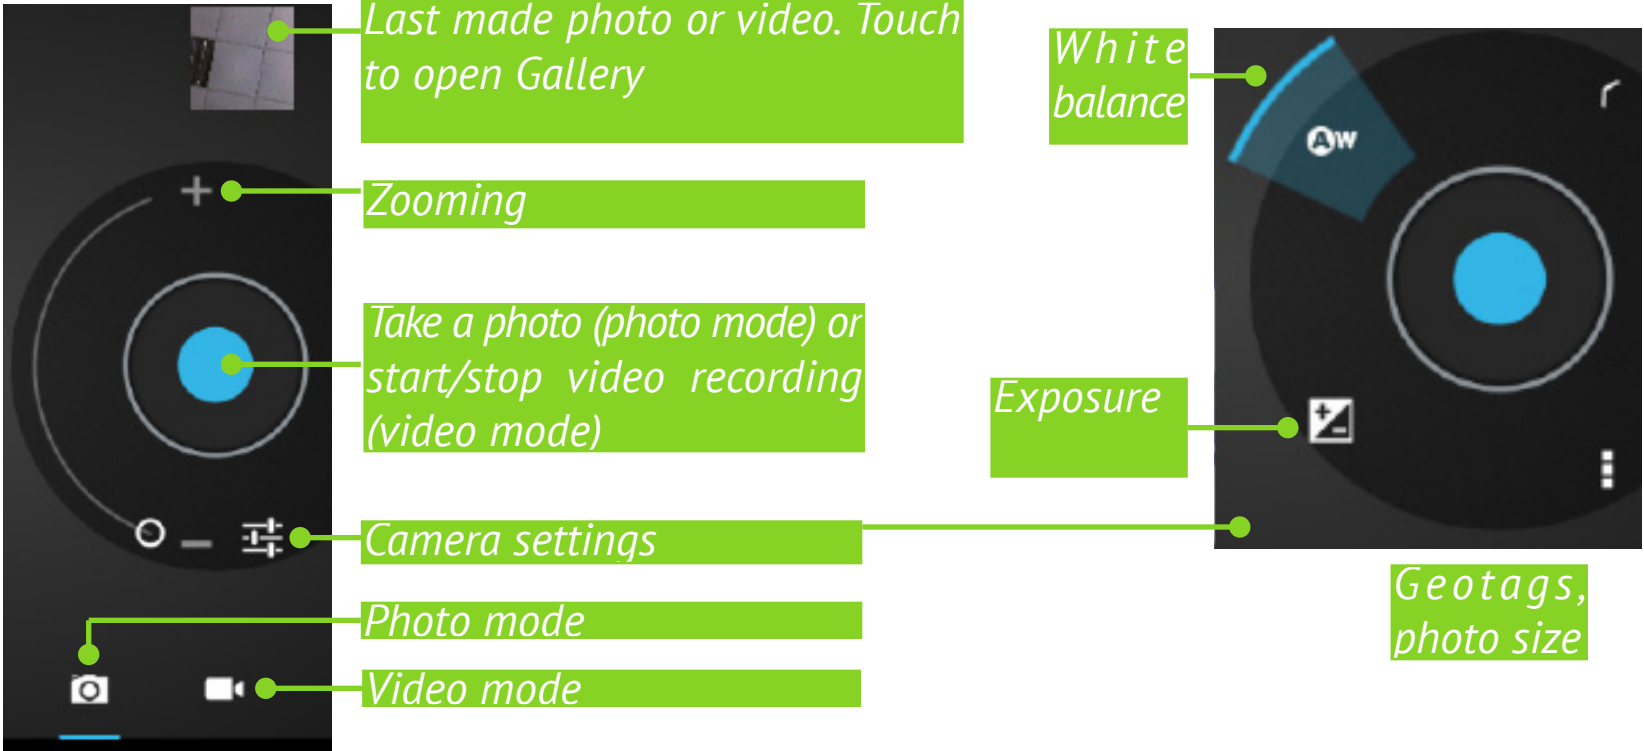 Last made photo or video. Touch
to open Gallery
Zooming
Take a photo (photo mode) or
start/stop video recording
(video mode)
Camera settings
Photo mode
Video mode
White
balance
AW
Exposure
Geotags,
photo size